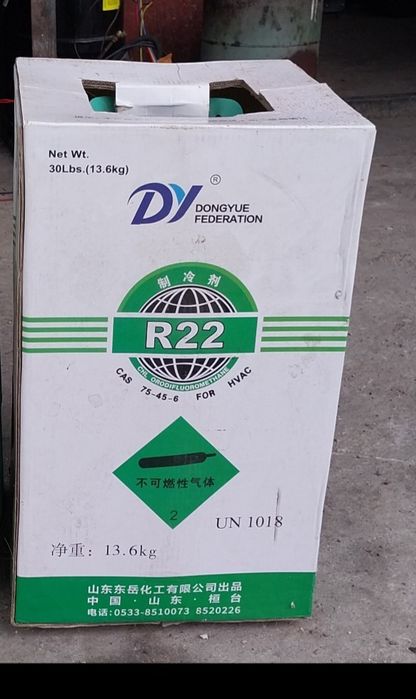 Net Wt.
30Lbs.(13.6kg)
DY ®
DONGYUE
FEDERATION
制冷剂
R22
CHLORODIFLUOROMETHANE
CAS 75-45-6 FOR HVAC
不可燃性气体
2
UN 1018
净重：13.6kg
山东东岳化工有限公司出品
中国·山东·桓台
电话:0533-8510073 8520226